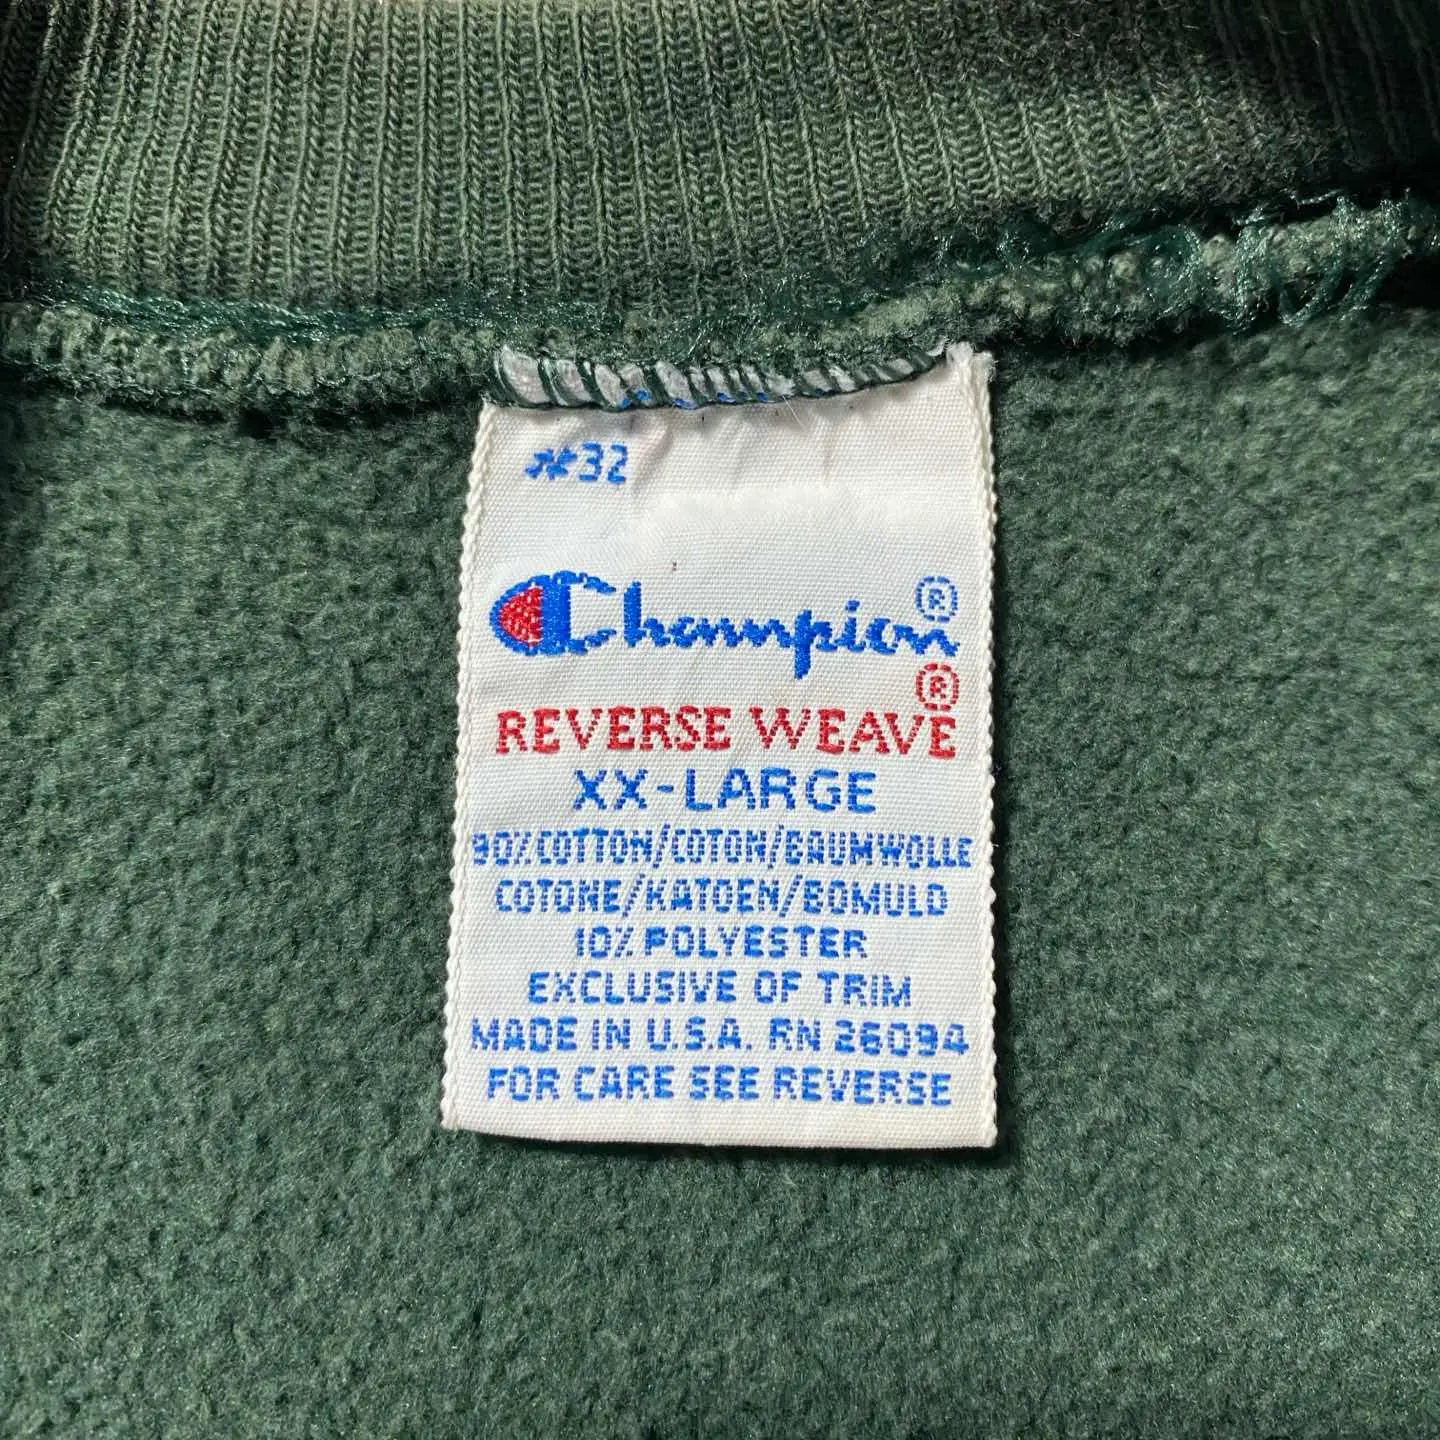 #32
Champion®
®
REVERSE WEAVE
XX-LARGE
90% COTTON/COTON/BAUMWOLLE
COTONE/KATOEN/BOMULD
10% POLYESTER
EXCLUSIVE OF TRIM
MADE IN U.S.A. RN 26094
FOR CARE SEE REVERSE